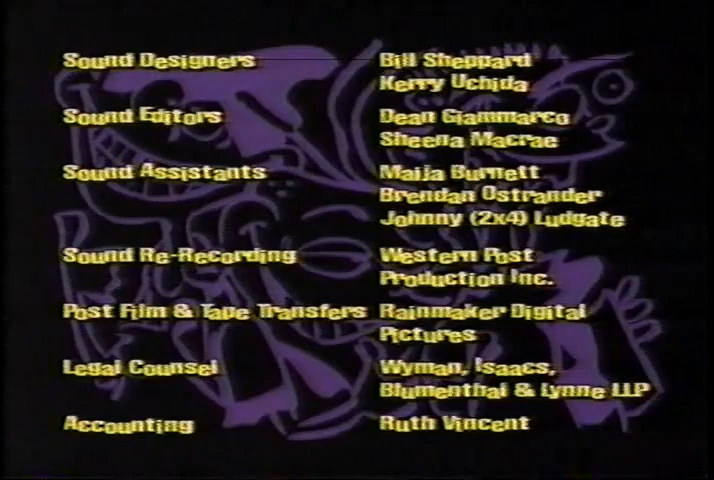 Sound Designers Bill Sheppard
Kerry Uchida
Sound Editors Dean Giammarco
Sheena Macrae
Sound Assistants Maija Burnett
Brendan Ostrander
Johnny (2x4) Ludgate
Sound Re-Recording Western Post
Production Inc.
Post Film & Tape Transfers Rainmaker Digital
Pictures
Legal Counsel Wyman, Isaacs,
Blumenthal & Lynne LLP
Accounting Ruth Vincent